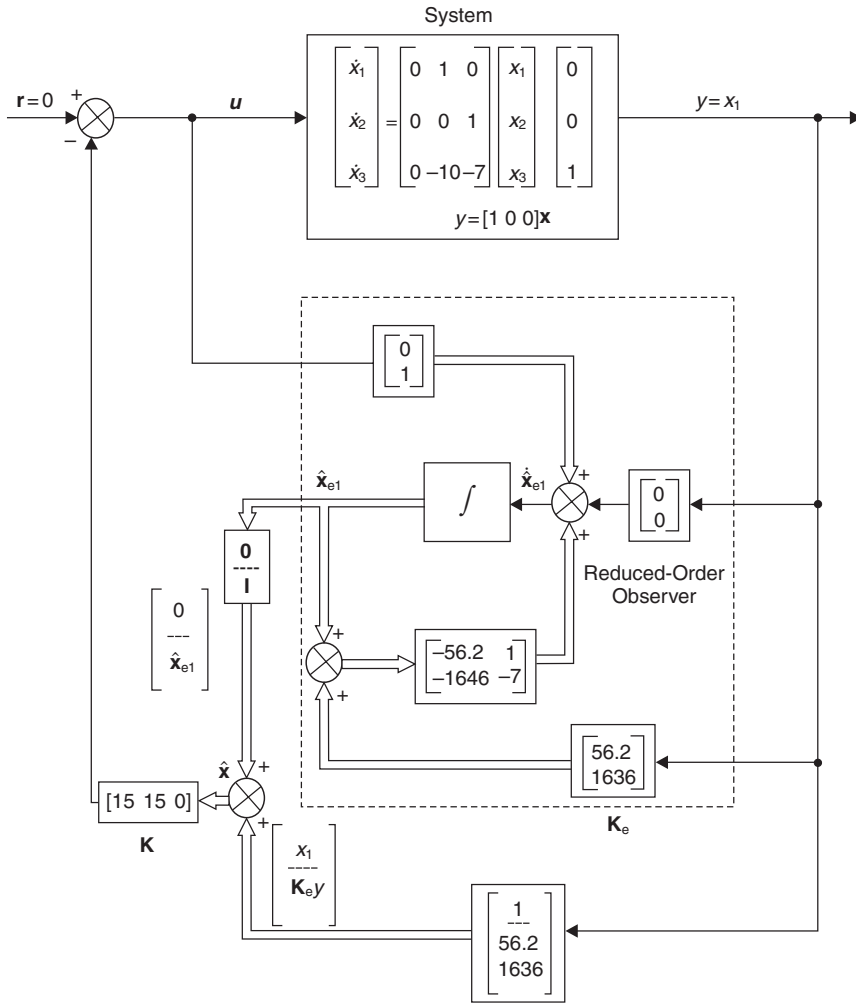 System
r = 0
+
−
u
ẋ1
ẋ2
ẋ3
=
0 1 0
0 0 1
0 −10 −7
x1
x2
x3
0
0
1
y = [1 0 0]x
y = x1
0
1
x̂e1
∫
x̂̇e1
+
+
0
0
Reduced-Order
Observer
0
----
I
0
---
x̂e1
+
+
−56.2 1
−1646 −7
56.2
1636
Ke
x̂
+
+
[15 15 0]
K
x1
----
Key
1
---
56.2
1636